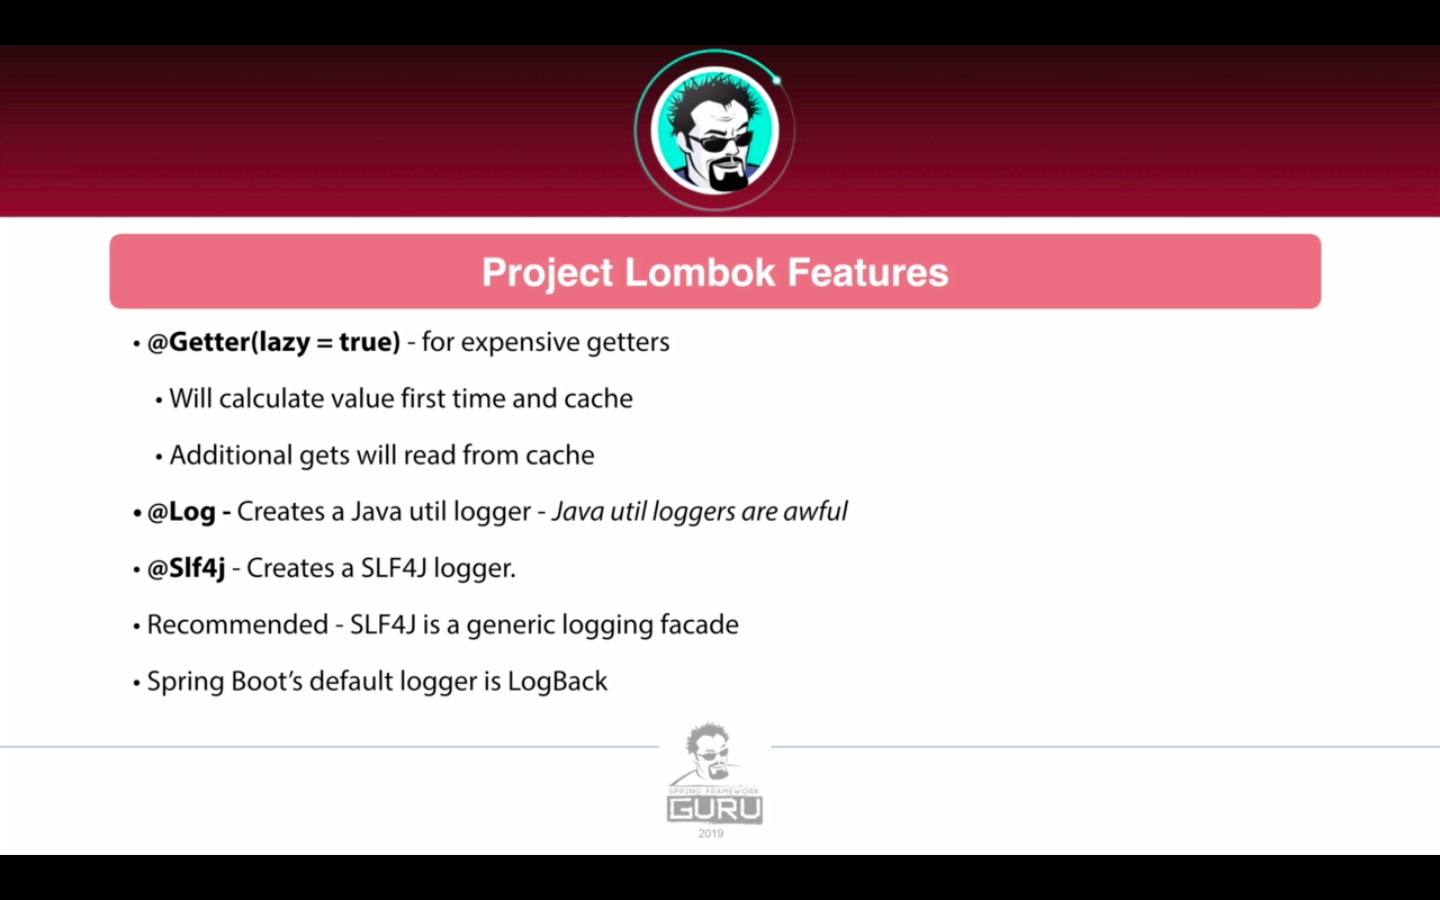 Project Lombok Features
• @Getter(lazy = true) - for expensive getters
• Will calculate value first time and cache
• Additional gets will read from cache
• @Log - Creates a Java util logger - Java util loggers are awful
• @Slf4j - Creates a SLF4J logger.
• Recommended - SLF4J is a generic logging facade
• Spring Boot’s default logger is LogBack
SPRING FRAMEWORK
GURU
2019